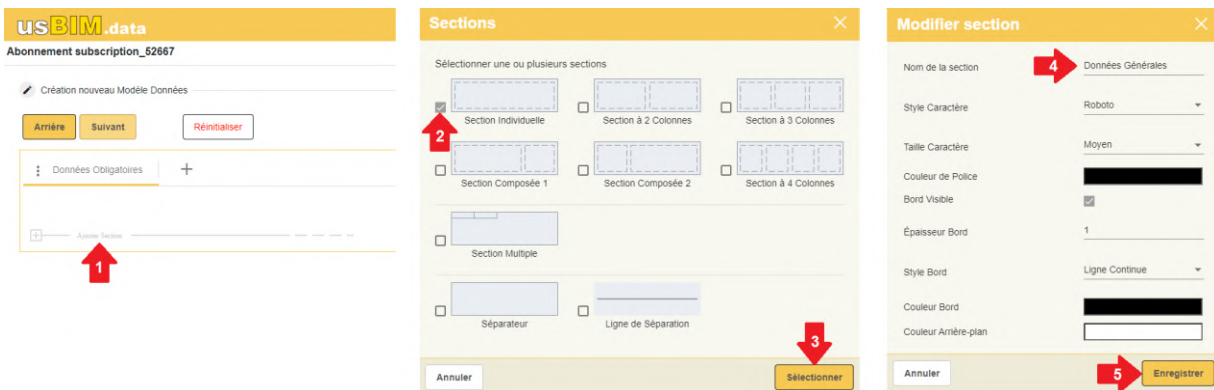 usBIM.data
Abonnement subscription_52667
Création nouveau Modèle Données
Arrière Suivant Réinitialiser
Données Obligatoires +
Ajouter Section
1
Sections
Sélectionner une ou plusieurs sections
Section Individuelle Section à 2 Colonnes Section à 3 Colonnes
2
Section Composée 1 Section Composée 2 Section à 4 Colonnes
Section Multiple
Séparateur Ligne de Séparation
3
Annuler Sélectionner
Modifier section
Nom de la section 4 Données Générales
Style Caractère Roboto
Taille Caractère Moyen
Couleur de Police
Bord Visible
Épaisseur Bord 1
Style Bord Ligne Continue
Couleur Bord
Couleur Arrière-plan
Annuler 5 Enregistrer